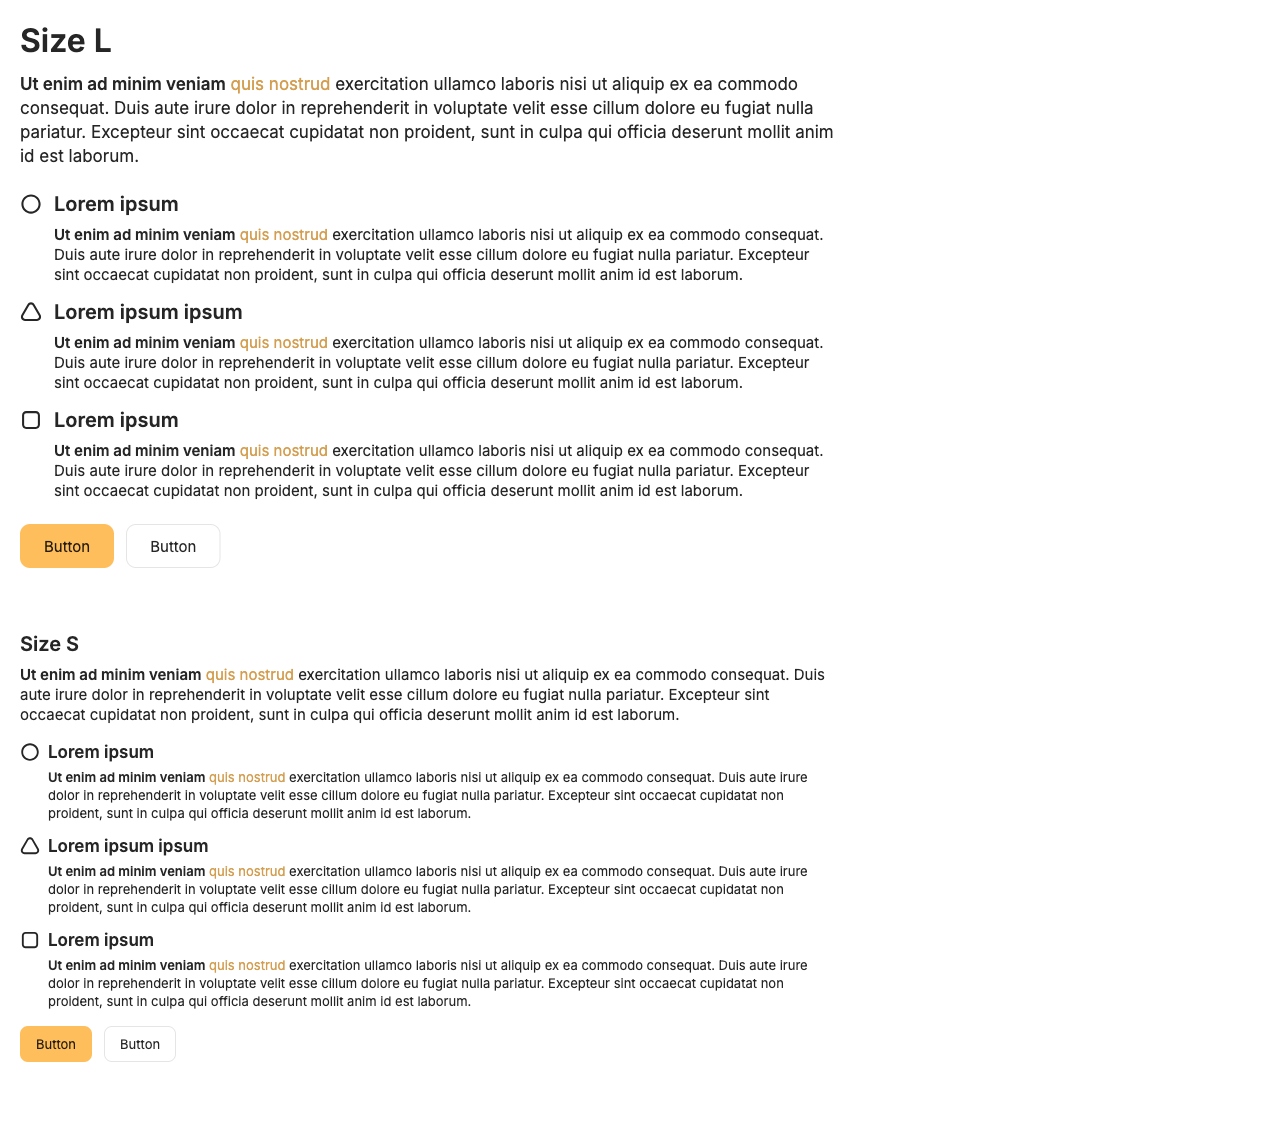 Size L
Ut enim ad minim veniam quis nostrud exercitation ullamco laboris nisi ut aliquip ex ea commodo
consequat. Duis aute irure dolor in reprehenderit in voluptate velit esse cillum dolore eu fugiat nulla
pariatur. Excepteur sint occaecat cupidatat non proident, sunt in culpa qui officia deserunt mollit anim
id est laborum.
Lorem ipsum
Ut enim ad minim veniam quis nostrud exercitation ullamco laboris nisi ut aliquip ex ea commodo consequat.
Duis aute irure dolor in reprehenderit in voluptate velit esse cillum dolore eu fugiat nulla pariatur. Excepteur
sint occaecat cupidatat non proident, sunt in culpa qui officia deserunt mollit anim id est laborum.
Lorem ipsum ipsum
Ut enim ad minim veniam quis nostrud exercitation ullamco laboris nisi ut aliquip ex ea commodo consequat.
Duis aute irure dolor in reprehenderit in voluptate velit esse cillum dolore eu fugiat nulla pariatur. Excepteur
sint occaecat cupidatat non proident, sunt in culpa qui officia deserunt mollit anim id est laborum.
Lorem ipsum
Ut enim ad minim veniam quis nostrud exercitation ullamco laboris nisi ut aliquip ex ea commodo consequat.
Duis aute irure dolor in reprehenderit in voluptate velit esse cillum dolore eu fugiat nulla pariatur. Excepteur
sint occaecat cupidatat non proident, sunt in culpa qui officia deserunt mollit anim id est laborum.
Button Button
Size S
Ut enim ad minim veniam quis nostrud exercitation ullamco laboris nisi ut aliquip ex ea commodo consequat. Duis
aute irure dolor in reprehenderit in voluptate velit esse cillum dolore eu fugiat nulla pariatur. Excepteur sint
occaecat cupidatat non proident, sunt in culpa qui officia deserunt mollit anim id est laborum.
Lorem ipsum
Ut enim ad minim veniam quis nostrud exercitation ullamco laboris nisi ut aliquip ex ea commodo consequat. Duis aute irure
dolor in reprehenderit in voluptate velit esse cillum dolore eu fugiat nulla pariatur. Excepteur sint occaecat cupidatat non
proident, sunt in culpa qui officia deserunt mollit anim id est laborum.
Lorem ipsum ipsum
Ut enim ad minim veniam quis nostrud exercitation ullamco laboris nisi ut aliquip ex ea commodo consequat. Duis aute irure
dolor in reprehenderit in voluptate velit esse cillum dolore eu fugiat nulla pariatur. Excepteur sint occaecat cupidatat non
proident, sunt in culpa qui officia deserunt mollit anim id est laborum.
Lorem ipsum
Ut enim ad minim veniam quis nostrud exercitation ullamco laboris nisi ut aliquip ex ea commodo consequat. Duis aute irure
dolor in reprehenderit in voluptate velit esse cillum dolore eu fugiat nulla pariatur. Excepteur sint occaecat cupidatat non
proident, sunt in culpa qui officia deserunt mollit anim id est laborum.
Button Button